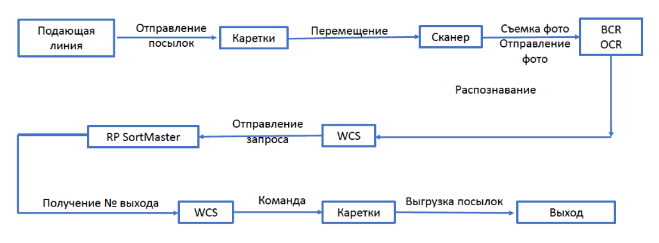 Подающая
линия
Отправление
посылок
Каретки
Перемещение
Сканер
Съемка фото
Отправление
фото
BCR
OCR
Распознавание
WCS
Отправление
запроса
RP SortMaster
Получение № выхода
WCS
Команда
Каретки
Выгрузка посылок
Выход